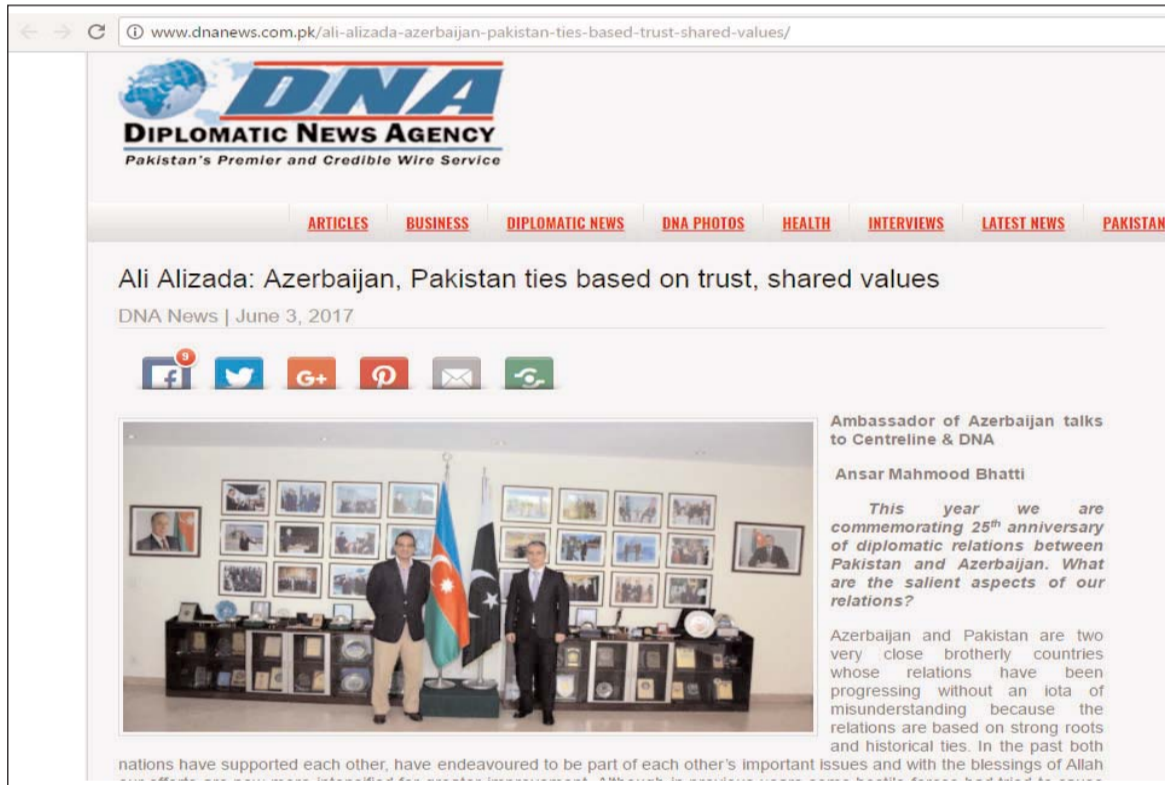 www.dnanews.com.pk/ali-alizada-azerbaijan-pakistan-ties-based-trust-shared-values/
DNA
DIPLOMATIC NEWS AGENCY
Pakistan's Premier and Credible Wire Service
ARTICLES BUSINESS DIPLOMATIC NEWS DNA PHOTOS HEALTH INTERVIEWS LATEST NEWS PAKISTAN
Ali Alizada: Azerbaijan, Pakistan ties based on trust, shared values
DNA News | June 3, 2017
9
G+
Ambassador of Azerbaijan talks
to Centreline & DNA
Ansar Mahmood Bhatti
This year we are
commemorating 25th anniversary
of diplomatic relations between
Pakistan and Azerbaijan. What
are the salient aspects of our
relations?
Azerbaijan and Pakistan are two
very close brotherly countries
whose relations have been
progressing without an iota of
misunderstanding because the
relations are based on strong roots
and historical ties. In the past both
nations have supported each other, have endeavoured to be part of each other's important issues and with the blessings of Allah